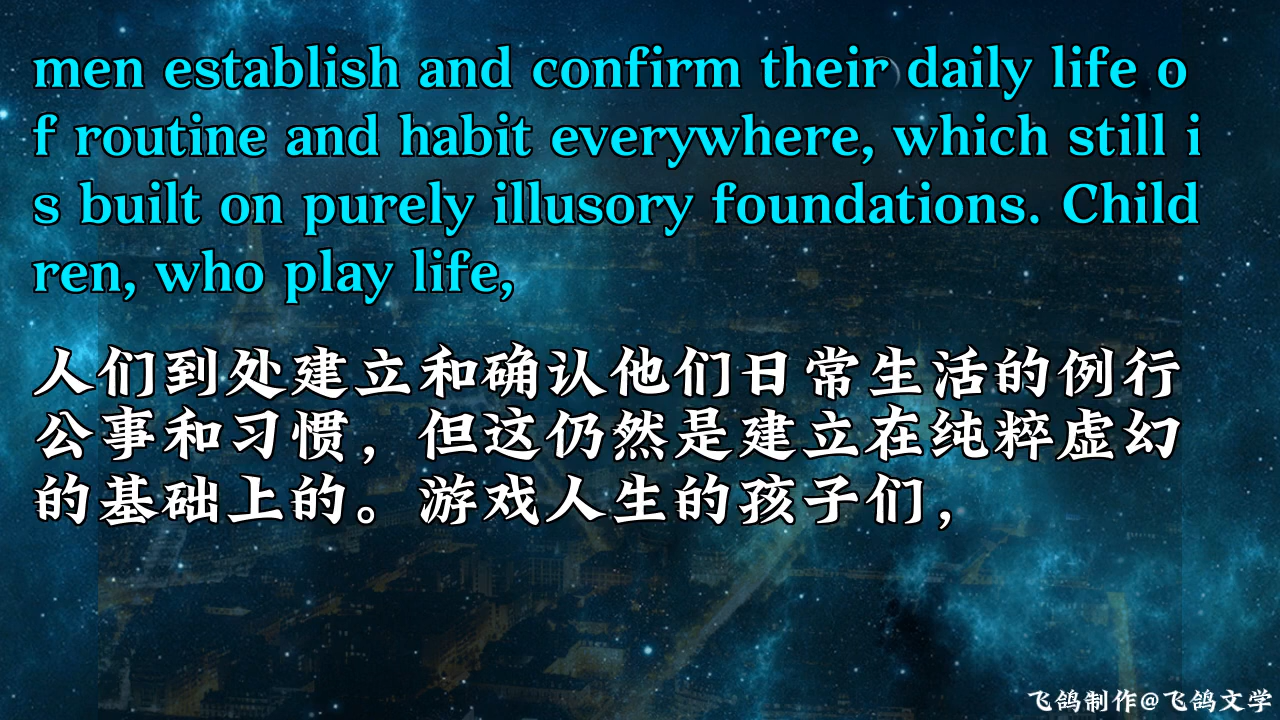 men establish and confirm their daily life o
f routine and habit everywhere, which still i
s built on purely illusory foundations. Child
ren, who play life,
人们到处建立和确认他们日常生活的例行
公事和习惯，但这仍然是建立在纯粹虚幻
的基础上的。游戏人生的孩子们，
飞鸽制作@飞鸽文学